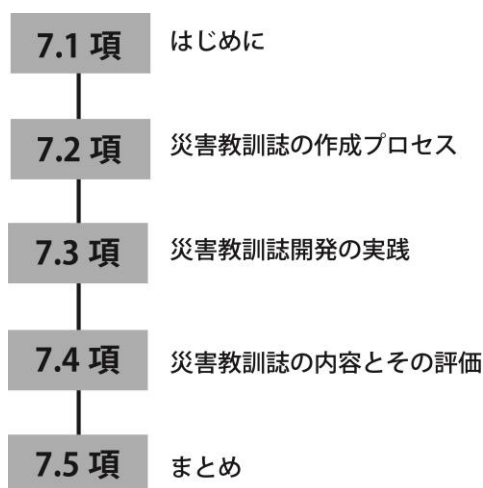 7.1 項 はじめに
7.2 項 災害教訓誌の作成プロセス
7.3 項 災害教訓誌開発の実践
7.4 項 災害教訓誌の内容とその評価
7.5 項 まとめ